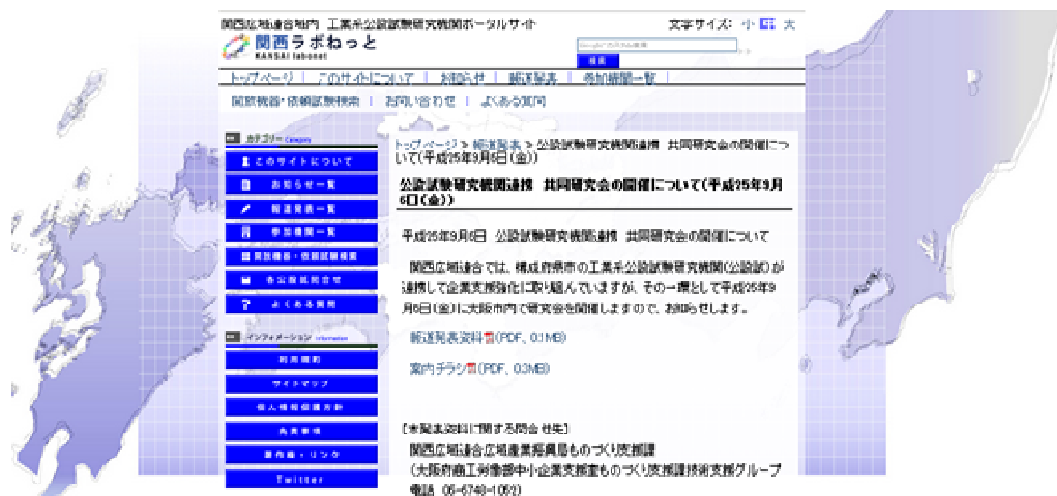 関西広域連合域内 工業系公設試験研究機関ポータルサイト
文字サイズ: 小 中 大
関西ラボねっと
KANSAI labonet
検索
トップページ | このサイトについて | お知らせ | 報道発表 | 参加機関一覧 |
開放機器・依頼試験検索 | お問い合わせ | よくある質問
カテゴリー Category
このサイトについて
お知らせ一覧
報道発表一覧
参加機関一覧
開放機器・依頼試験検索
各公設試問合せ
よくある質問
インフォメーション Information
利用規約
サイトマップ
個人情報保護方針
免責事項
Twitter
トップページ > 報道発表 > 公設試験研究機関連携 共同研究会の開催につ
いて(平成25年9月6日(金))
公設試験研究機関連携 共同研究会の開催について(平成25年9月
6日(金))
平成25年9月6日 公設試験研究機関連携 共同研究会の開催について
関西広域連合では、構成府県市の工業系公設試験研究機関(公設試)が
連携して企業支援強化に取り組んでいますが、その一環として平成25年9
月6日(金)に大阪市内で研究会を開催しますので、お知らせします。
報道発表資料(PDF、0.1MB)
案内チラシ(PDF、0.3MB)
【本発表資料に関する問合せ先】
関西広域連合広域産業振興局ものづくり支援課
(大阪府商工労働部中小企業支援室ものづくり支援課技術支援グループ
電話 06-6748-1052)